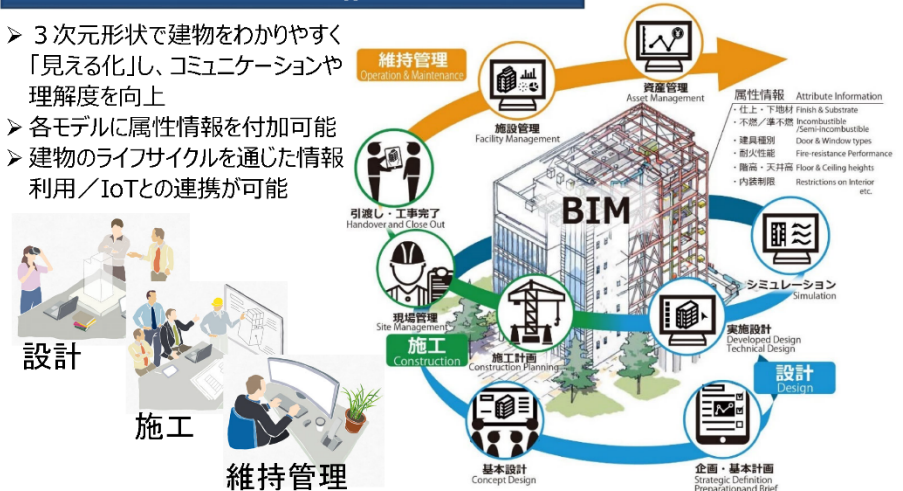 ➢ ３次元形状で建物をわかりやすく
「見える化」し、コミュニケーションや
理解度を向上
➢ 各モデルに属性情報を付加可能
➢ 建物のライフサイクルを通じた情報
利用／IoTとの連携が可能
設計
施工
維持管理
維持管理
Operation & Maintenance
資産管理
Asset Management
施設管理
Facility Management
引渡し・工事完了
Handover and Close Out
現場管理
Site Management
施工
Construction
施工計画
Construction Planning
BIM
属性情報 Attribute Information
・仕上・下地材 Finish & Substrate
・不燃／準不燃 Incombustible
/Semi-Incombustible
・建具種別 Door & Window types
・耐火性能 Fire-resistance Performance
・階高・天井高 Floor & Ceiling heights
・内装制限 Restrictions on Interior
etc.
シミュレーション
Simulation
実施設計
Developed Design
Technical Design
設計
Design
基本設計
Concept Design
企画・基本計画
Strategic Definition
Preparationand Brief